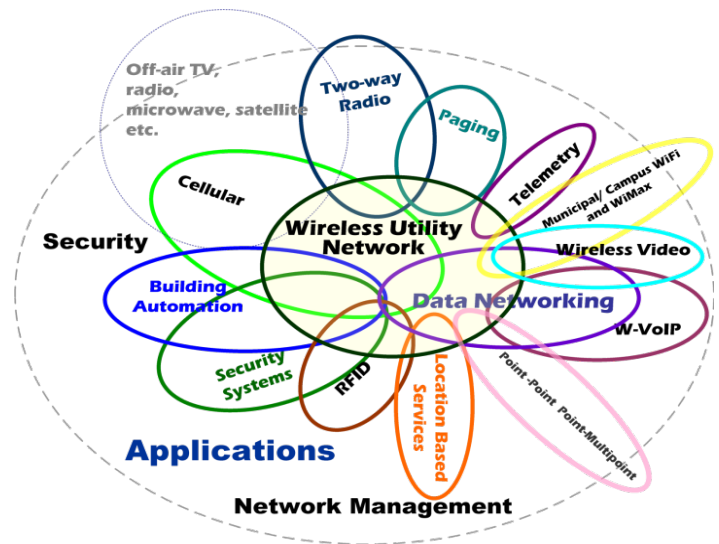 Off-air TV,
radio,
microwave, satellite
etc.
Two-way
Radio
Paging
Telemetry
Municipal/ Campus WiFi
and WiMax
Cellular
Security
Wireless Utility
Network
Wireless Video
Building
Automation
Data Networking
W-VoIP
Security
Systems
RFID
Location Based
Services
Point -Point Point-Multipoint
Applications
Network Management